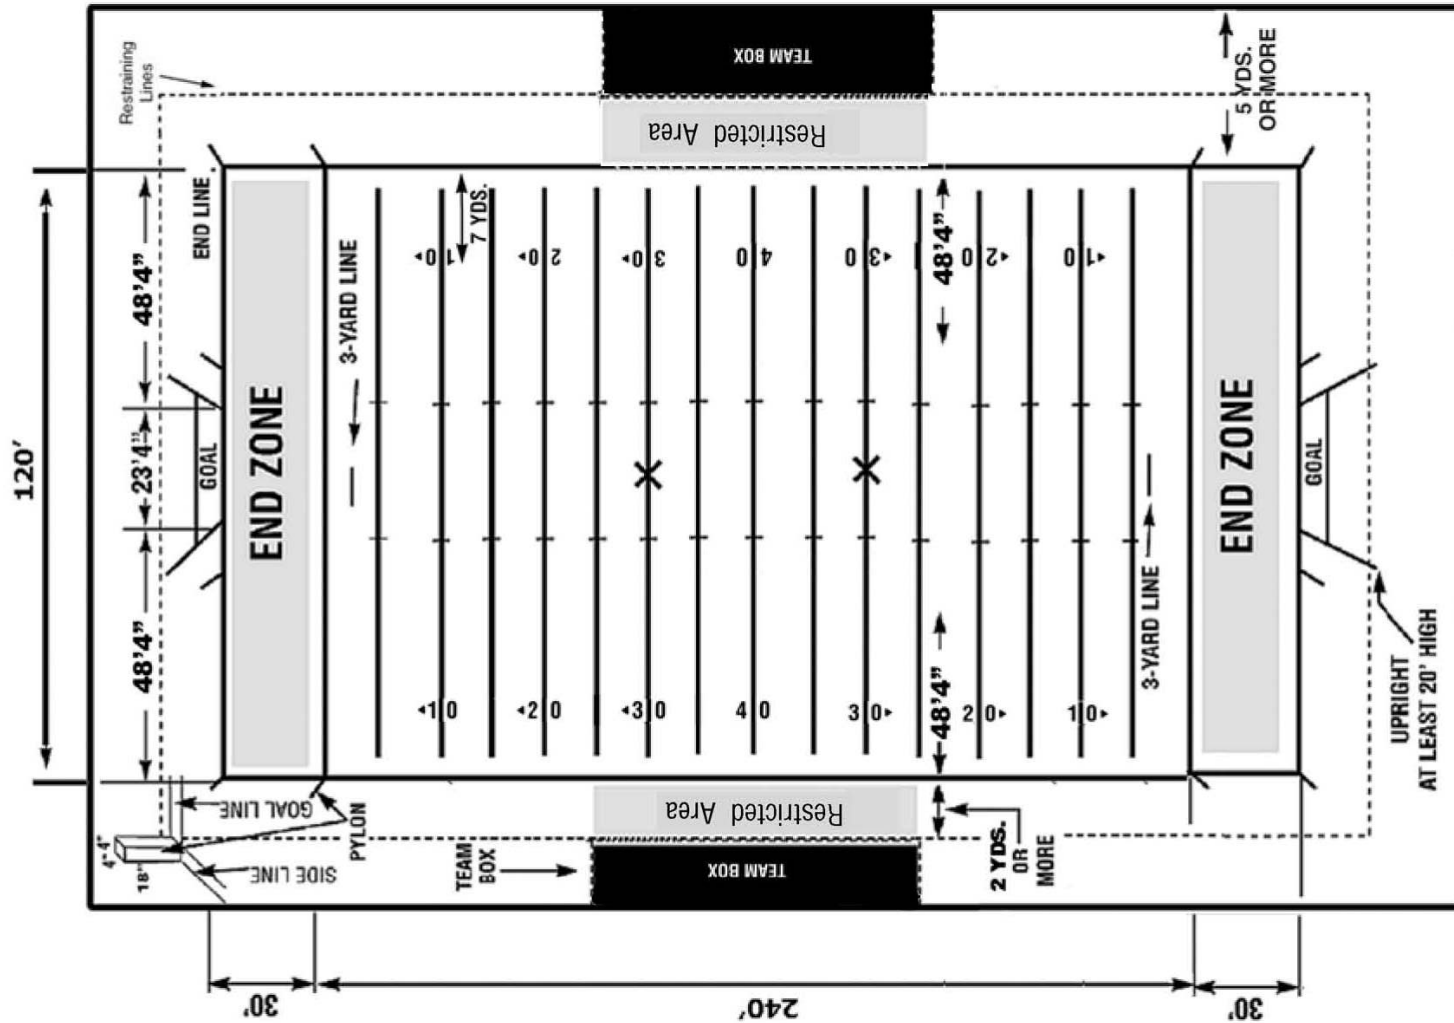 TEAM BOX
Restraining
Lines
Restricted Area
5 YDS.
OR MORE
END LINE
7 YDS.
48'4”
3-YARD LINE
10
20
30
40
30
20
10
48'4”
120'
23'4”
GOAL
END ZONE
END ZONE
GOAL
48'4”
3-YARD LINE
UPRIGHT
AT LEAST 20' HIGH
10
20
30
40
30
20
10
48'4”
GOAL LINE
PYLON
4"
4"
18"
SIDE LINE
Restricted Area
TEAM
BOX
TEAM BOX
2 YDS.
OR
MORE
30'
240'
30'